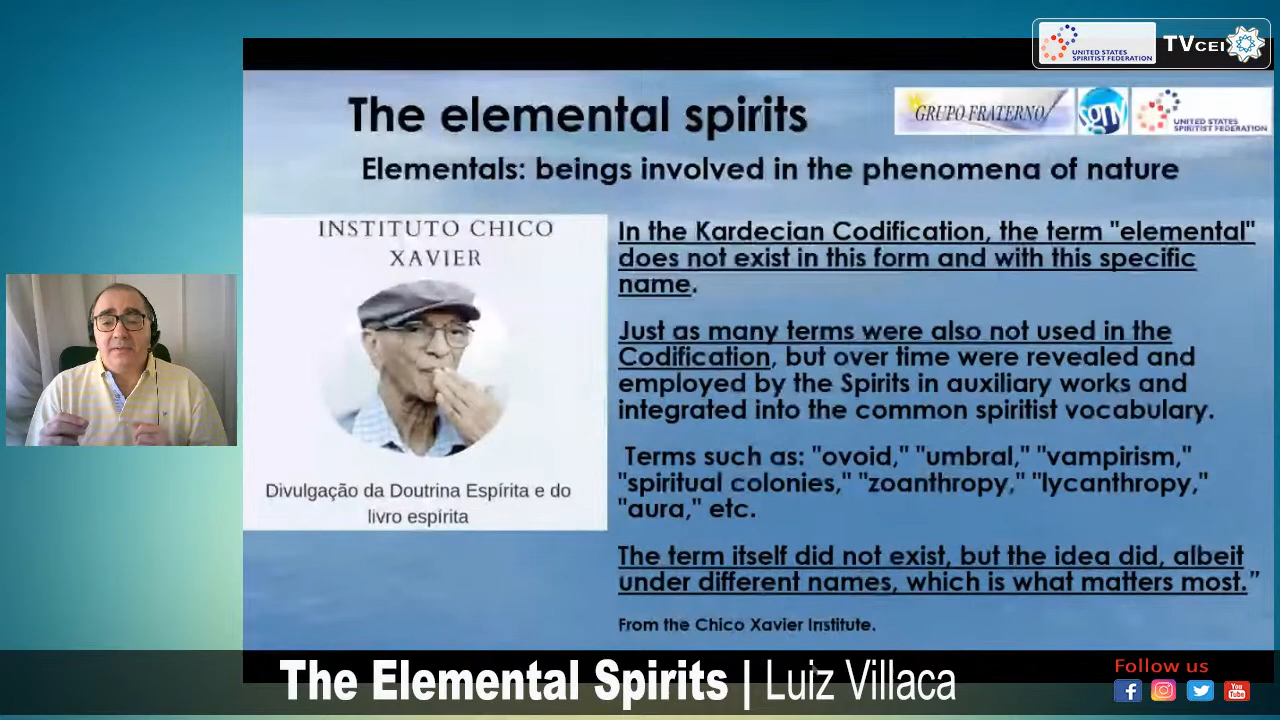 UNITED STATES
SPIRITIST FEDERATION
TVCEI
The elemental spirits
GRUPO FRATERNO
UNITED STATES
SPIRITIST FEDERATION
Elementals: beings involved in the phenomena of nature
INSTITUTO CHICO
XAVIER
Divulgação da Doutrina Espírita e do
livro espírita
In the Kardecian Codification, the term "elemental"
does not exist in this form and with this specific
name.
Just as many terms were also not used in the
Codification, but over time were revealed and
employed by the Spirits in auxiliary works and
integrated into the common spiritist vocabulary.
Terms such as: "ovoid," "umbral," "vampirism,"
"spiritual colonies," "zoanthropy," "lycanthropy,"
"aura," etc.
The term itself did not exist, but the idea did, albeit
under different names, which is what matters most.”
From the Chico Xavier Institute.
The Elemental Spirits | Luiz Villaca
Follow us
You
Tube